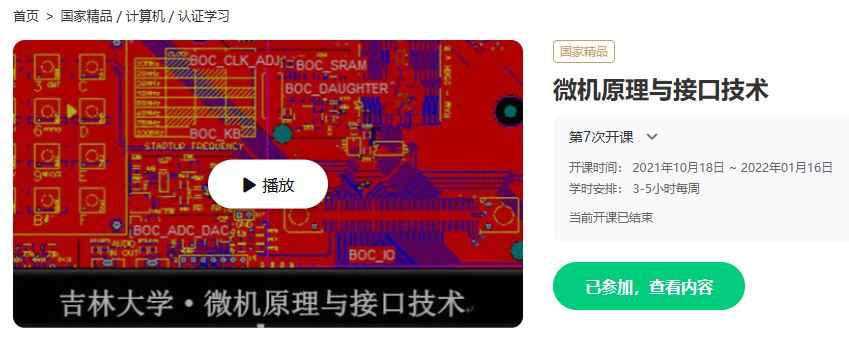 首页 > 国家精品 / 计算机 / 认证学习
国家精品
微机原理与接口技术
第7次开课
开课时间： 2021年10月18日 ~ 2022年01月16日
学时安排： 3-5小时每周
当前开课已结束
已参加，查看内容
BOC_CLK_ADJ
BOC_SRAM
BOC_DAUGHTER
BOC_KB
STARTUP FREQUENCY
播放
BOC_ADC_DAC
AUDIO
IN OUT
BOC_IO
吉林大学·微机原理与接口技术